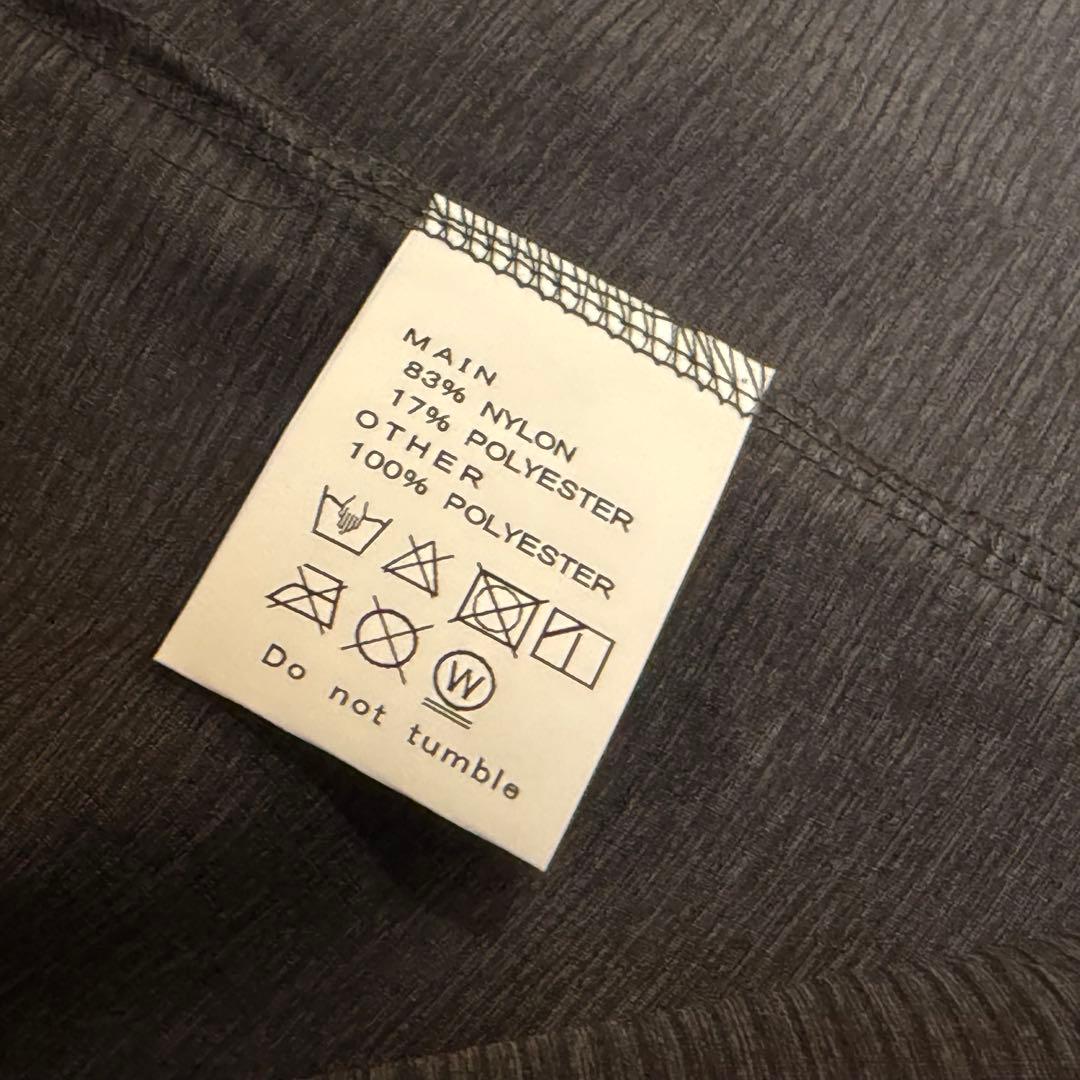 MAIN
83% NYLON
17% POLYESTER
OTHER
100% POLYESTER
W
Do not tumble